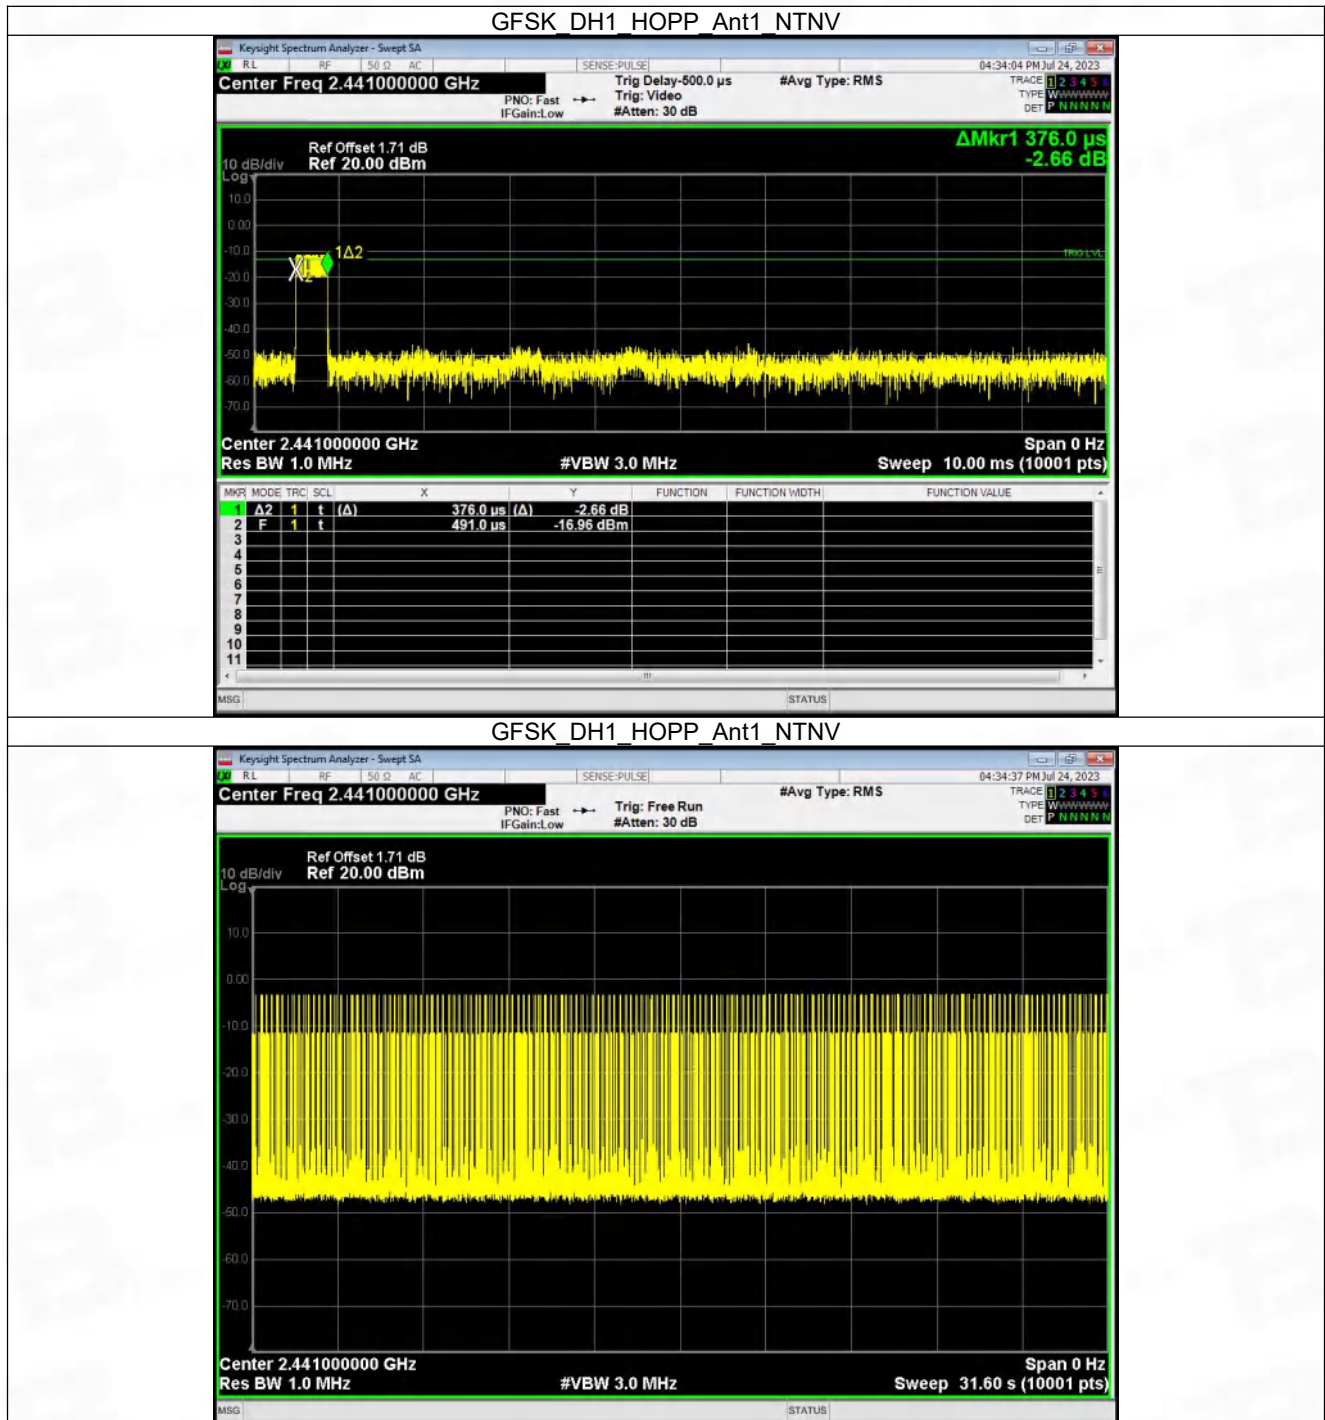 GFSK_DH1_HOPP_Ant1_NTNV
Keysight Spectrum Analyzer - Swept SA
LXI RL RF 50 Ω AC SENSE:PULSE 04:34:04 PM Jul 24, 2023
Center Freq 2.441000000 GHz
PNO: Fast
IFGain:Low
Trig Delay-500.0 µs
Trig: Video
#Atten: 30 dB
#Avg Type: RMS
TRACE 1 2 3 4 5 6
TYPE WWWWWW
DET P N N N N N
ΔMkr1 376.0 µs
-2.66 dB
Ref Offset 1.71 dB
10 dB/div Ref 20.00 dBm
Log
10.0
0.00
-10.0
-20.0
-30.0
-40.0
-50.0
-60.0
-70.0
1Δ2
TRIG LVL
Center 2.441000000 GHz Span 0 Hz
Res BW 1.0 MHz #VBW 3.0 MHz Sweep 10.00 ms (10001 pts)
MKR MODE TRC SCL X Y FUNCTION FUNCTION WIDTH FUNCTION VALUE
1 Δ2 1 t (Δ) 376.0 µs (Δ) -2.66 dB
2 F 1 t 491.0 µs -16.96 dBm
3
4
5
6
7
8
9
10
11
MSG STATUS
GFSK_DH1_HOPP_Ant1_NTNV
Keysight Spectrum Analyzer - Swept SA
LXI RL RF 50 Ω AC SENSE:PULSE 04:34:37 PM Jul 24, 2023
Center Freq 2.441000000 GHz
PNO: Fast
IFGain:Low
Trig: Free Run
#Atten: 30 dB
#Avg Type: RMS
TRACE 1 2 3 4 5 6
TYPE WWWWWW
DET P N N N N N
Ref Offset 1.71 dB
10 dB/div Ref 20.00 dBm
Log
10.0
0.00
-10.0
-20.0
-30.0
-40.0
-50.0
-60.0
-70.0
Center 2.441000000 GHz Span 0 Hz
Res BW 1.0 MHz #VBW 3.0 MHz Sweep 31.60 s (10001 pts)
MSG STATUS